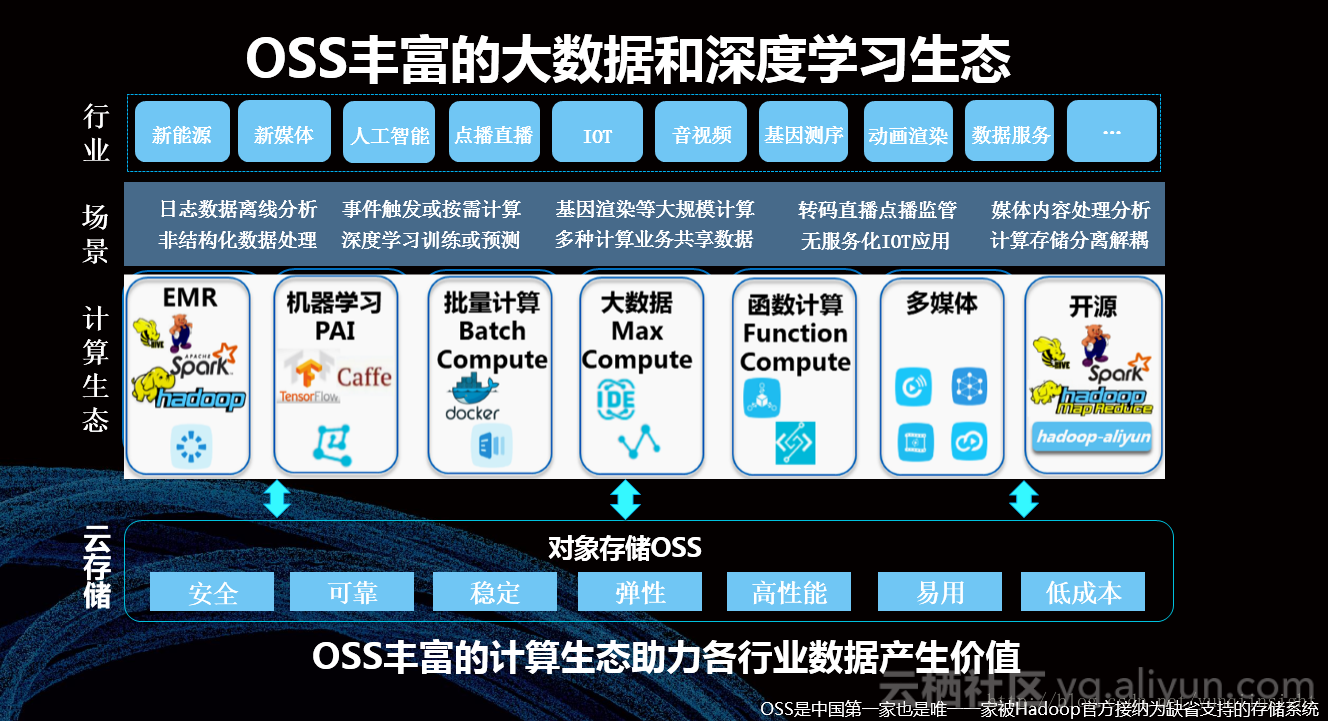 OSS丰富的大数据和深度学习生态
行业
新能源 新媒体 人工智能 点播直播 IOT 音视频 基因测序 动画渲染 数据服务 ...
场景
日志数据离线分析 事件触发或按需计算 基因渲染等大规模计算 转码直播点播监管 媒体内容处理分析
非结构化数据处理 深度学习训练或预测 多种计算业务共享数据 无服务化IOT应用 计算存储分离解耦
计算生态
EMR
HIVE
APACHE
Spark
hadoop
机器学习
PAI
TensorFlow
Caffe
批量计算
Batch
Compute
docker
大数据
Max
Compute
IDE
函数计算
Function
Compute
多媒体
开源
HIVE
Spark
hadoop
Map Reduce
hadoop-aliyun
云存储
对象存储OSS
安全 可靠 稳定 弹性 高性能 易用 低成本
OSS丰富的计算生态助力各行业数据产生价值
云栖社区 yq.aliyun.com
OSS是中国第一家也是唯一一家被Hadoop官方接纳为缺省支持的存储系统